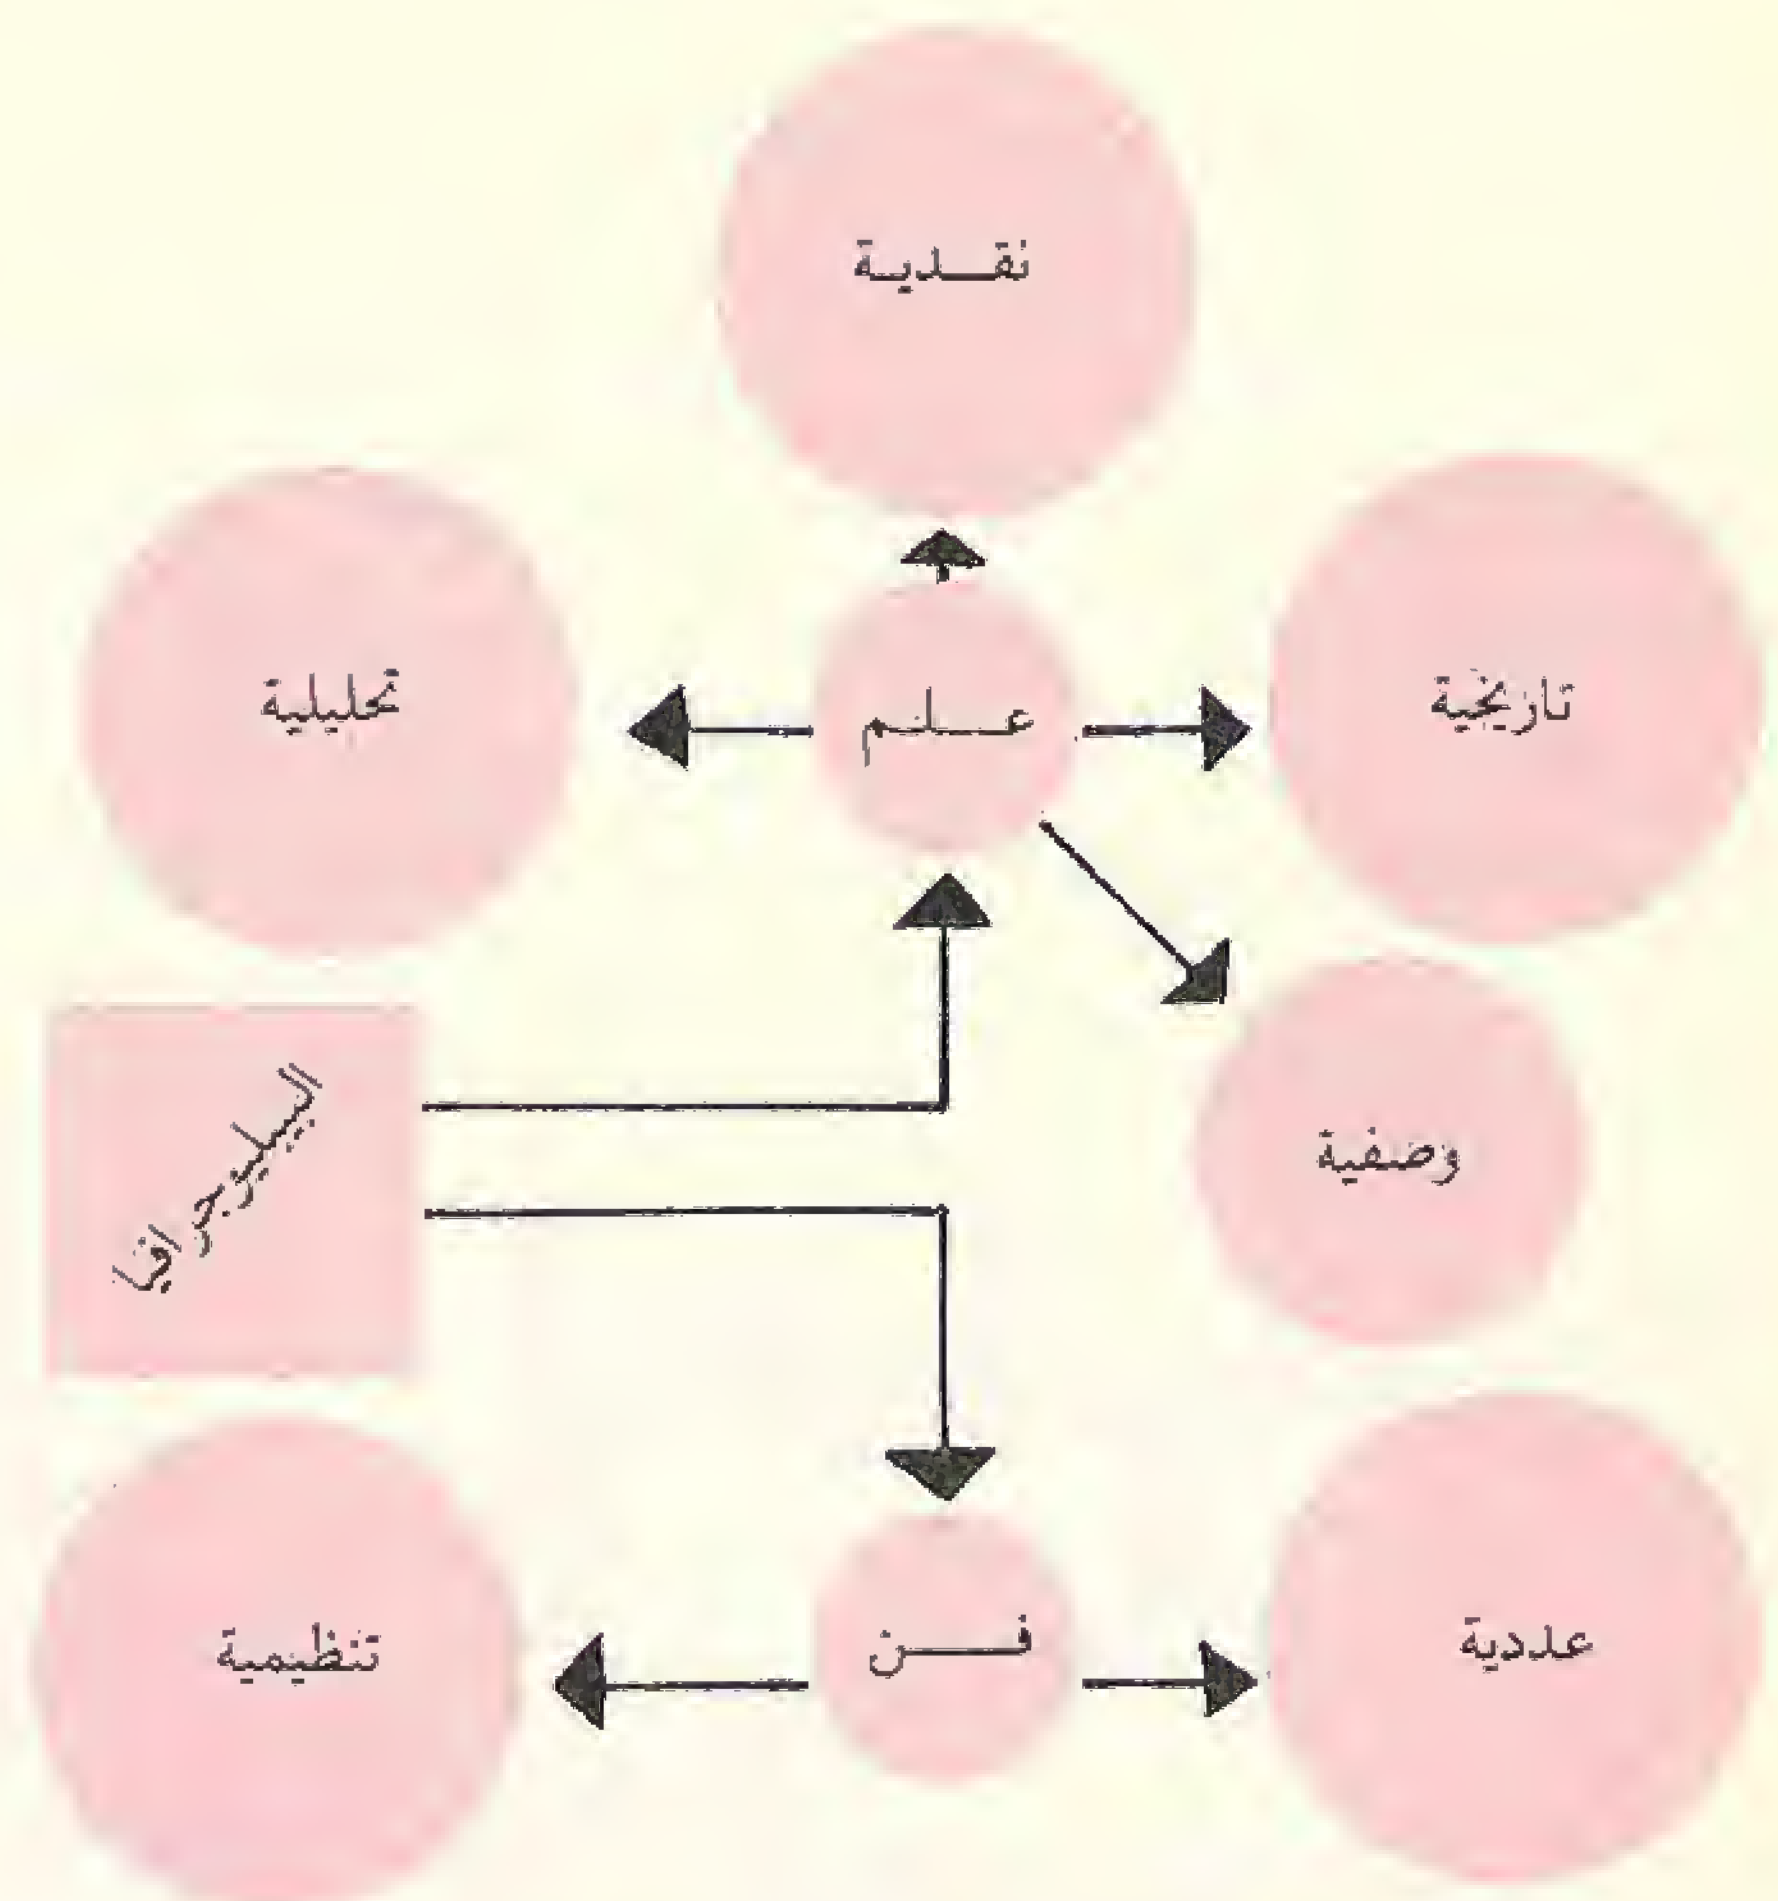 نقدية
تاريخية
علم
تحليلية
وصفية
الببليوجرافيا
عددية
فن
تنظيمية